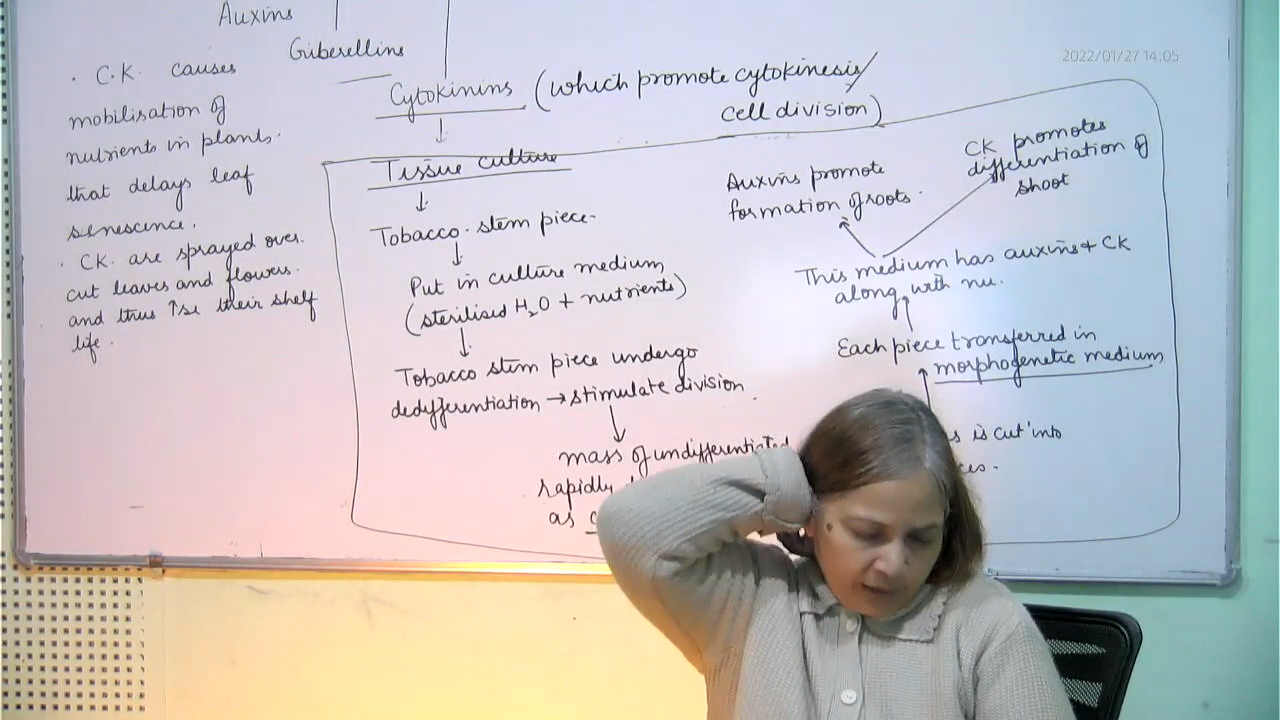 Auxins
Giberelline
2022/01/27 14:05
· C.K. causes
mobilisation of
nutrients in plants.
that delays leaf
senescence.
· CK. are sprayed over.
cut leaves and flowers.
and thus ↑se their shelf
life.
Cytokinins (which promote cytokinesis/
cell division)
↓
Tissue culture
↓
Tobacco. stem piece.
↓
Put in culture medium
(sterilised H₂O + nutrients)
↓
Tobacco stem piece undergo
dedifferentiation → stimulate division.
↓
mass of undifferentiated
rapidly
as
is cut into
Each piece transferred in
morphogenetic medium
This medium has auxins + CK
along with nu.
Auxins promote
formation of roots.
CK promotes
differentiation of
shoot